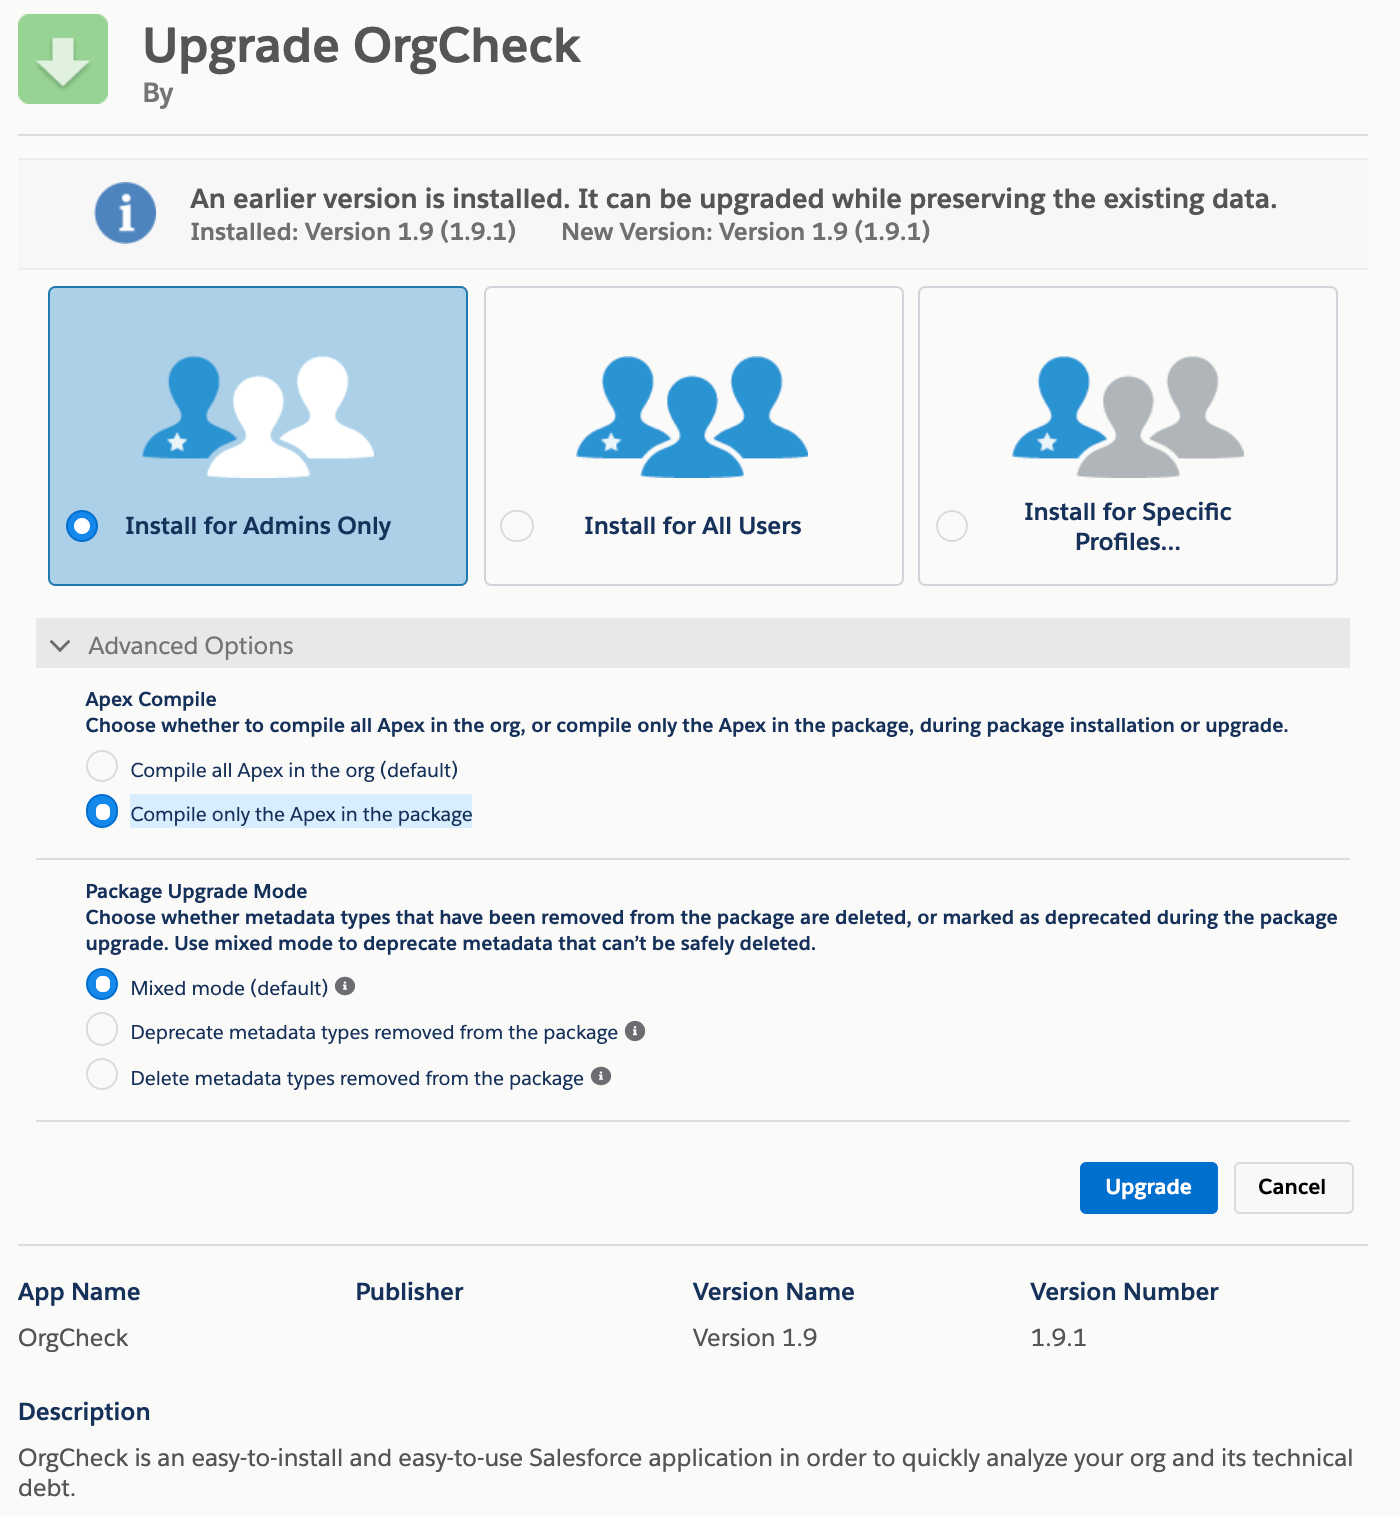 Upgrade OrgCheck
By
An earlier version is installed. It can be upgraded while preserving the existing data.
Installed: Version 1.9 (1.9.1) New Version: Version 1.9 (1.9.1)
Install for Admins Only
Install for All Users
Install for Specific
Profiles...
Advanced Options
Apex Compile
Choose whether to compile all Apex in the org, or compile only the Apex in the package, during package installation or upgrade.
Compile all Apex in the org (default)
Compile only the Apex in the package
Package Upgrade Mode
Choose whether metadata types that have been removed from the package are deleted, or marked as deprecated during the package
upgrade. Use mixed mode to deprecate metadata that can’t be safely deleted.
Mixed mode (default)
Deprecate metadata types removed from the package
Delete metadata types removed from the package
Upgrade Cancel
App Name Publisher Version Name Version Number
OrgCheck Version 1.9 1.9.1
Description
OrgCheck is an easy-to-install and easy-to-use Salesforce application in order to quickly analyze your org and its technical
debt.